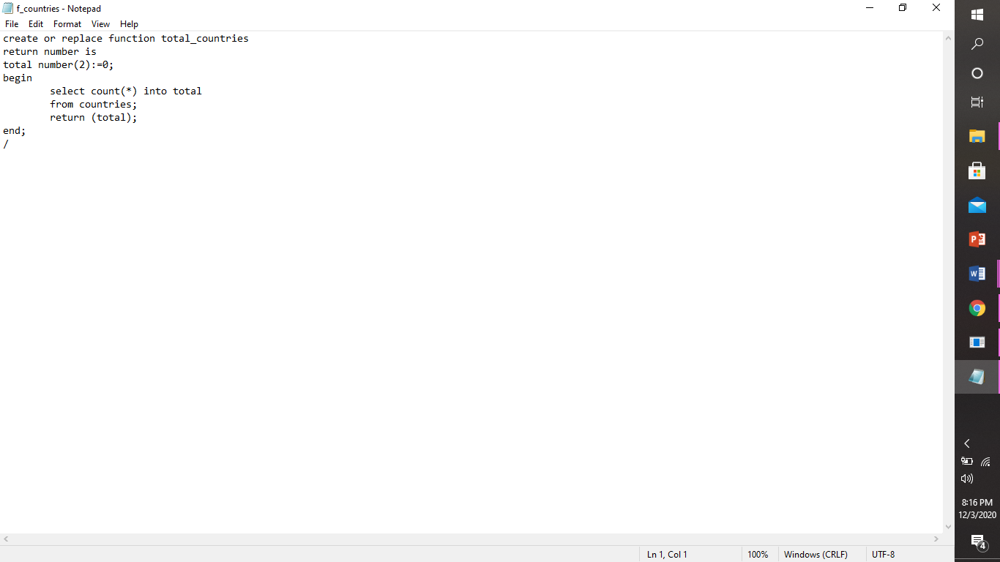 f_countries - Notepad
File Edit Format View Help
create or replace function total_countries
return number is
total number(2):=0;
begin
select count(*) into total
from countries;
return (total);
end;
/
P
W
8:16 PM
12/3/2020
4
Ln 1, Col 1 100% Windows (CRLF) UTF-8